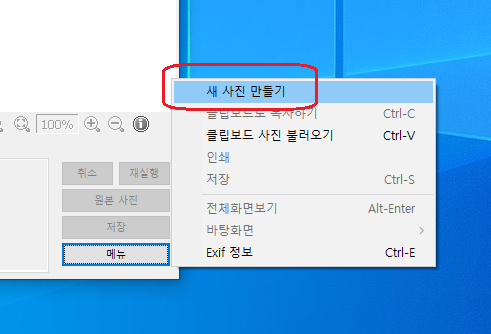 새 사진 만들기
클립보드로 복사하기 Ctrl-C
클립보드 사진 불러오기 Ctrl-V
인쇄
저장 Ctrl-S
전체화면보기 Alt-Enter
바탕화면
Exif 정보 Ctrl-E
100%
취소 재실행
원본 사진
저장
메뉴